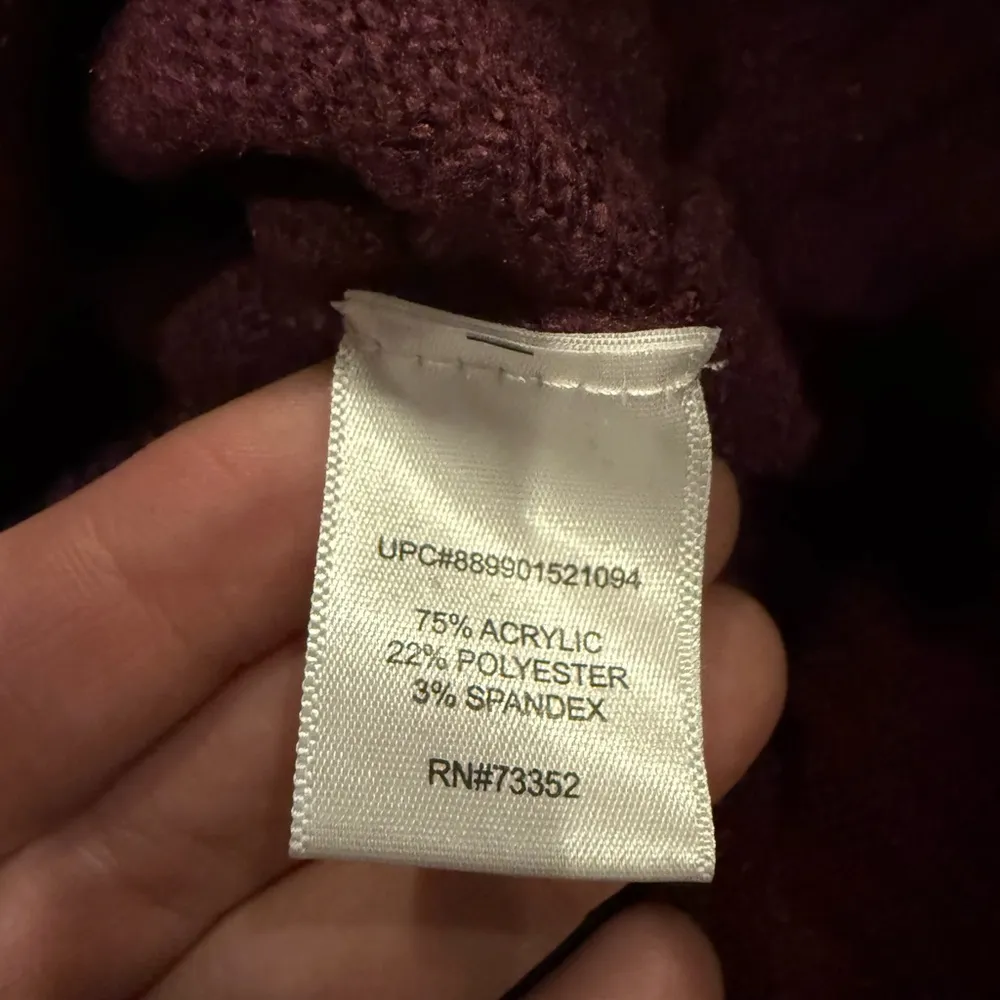 UPC#889901521094
75% ACRYLIC
22% POLYESTER
3% SPANDEX
RN#73352